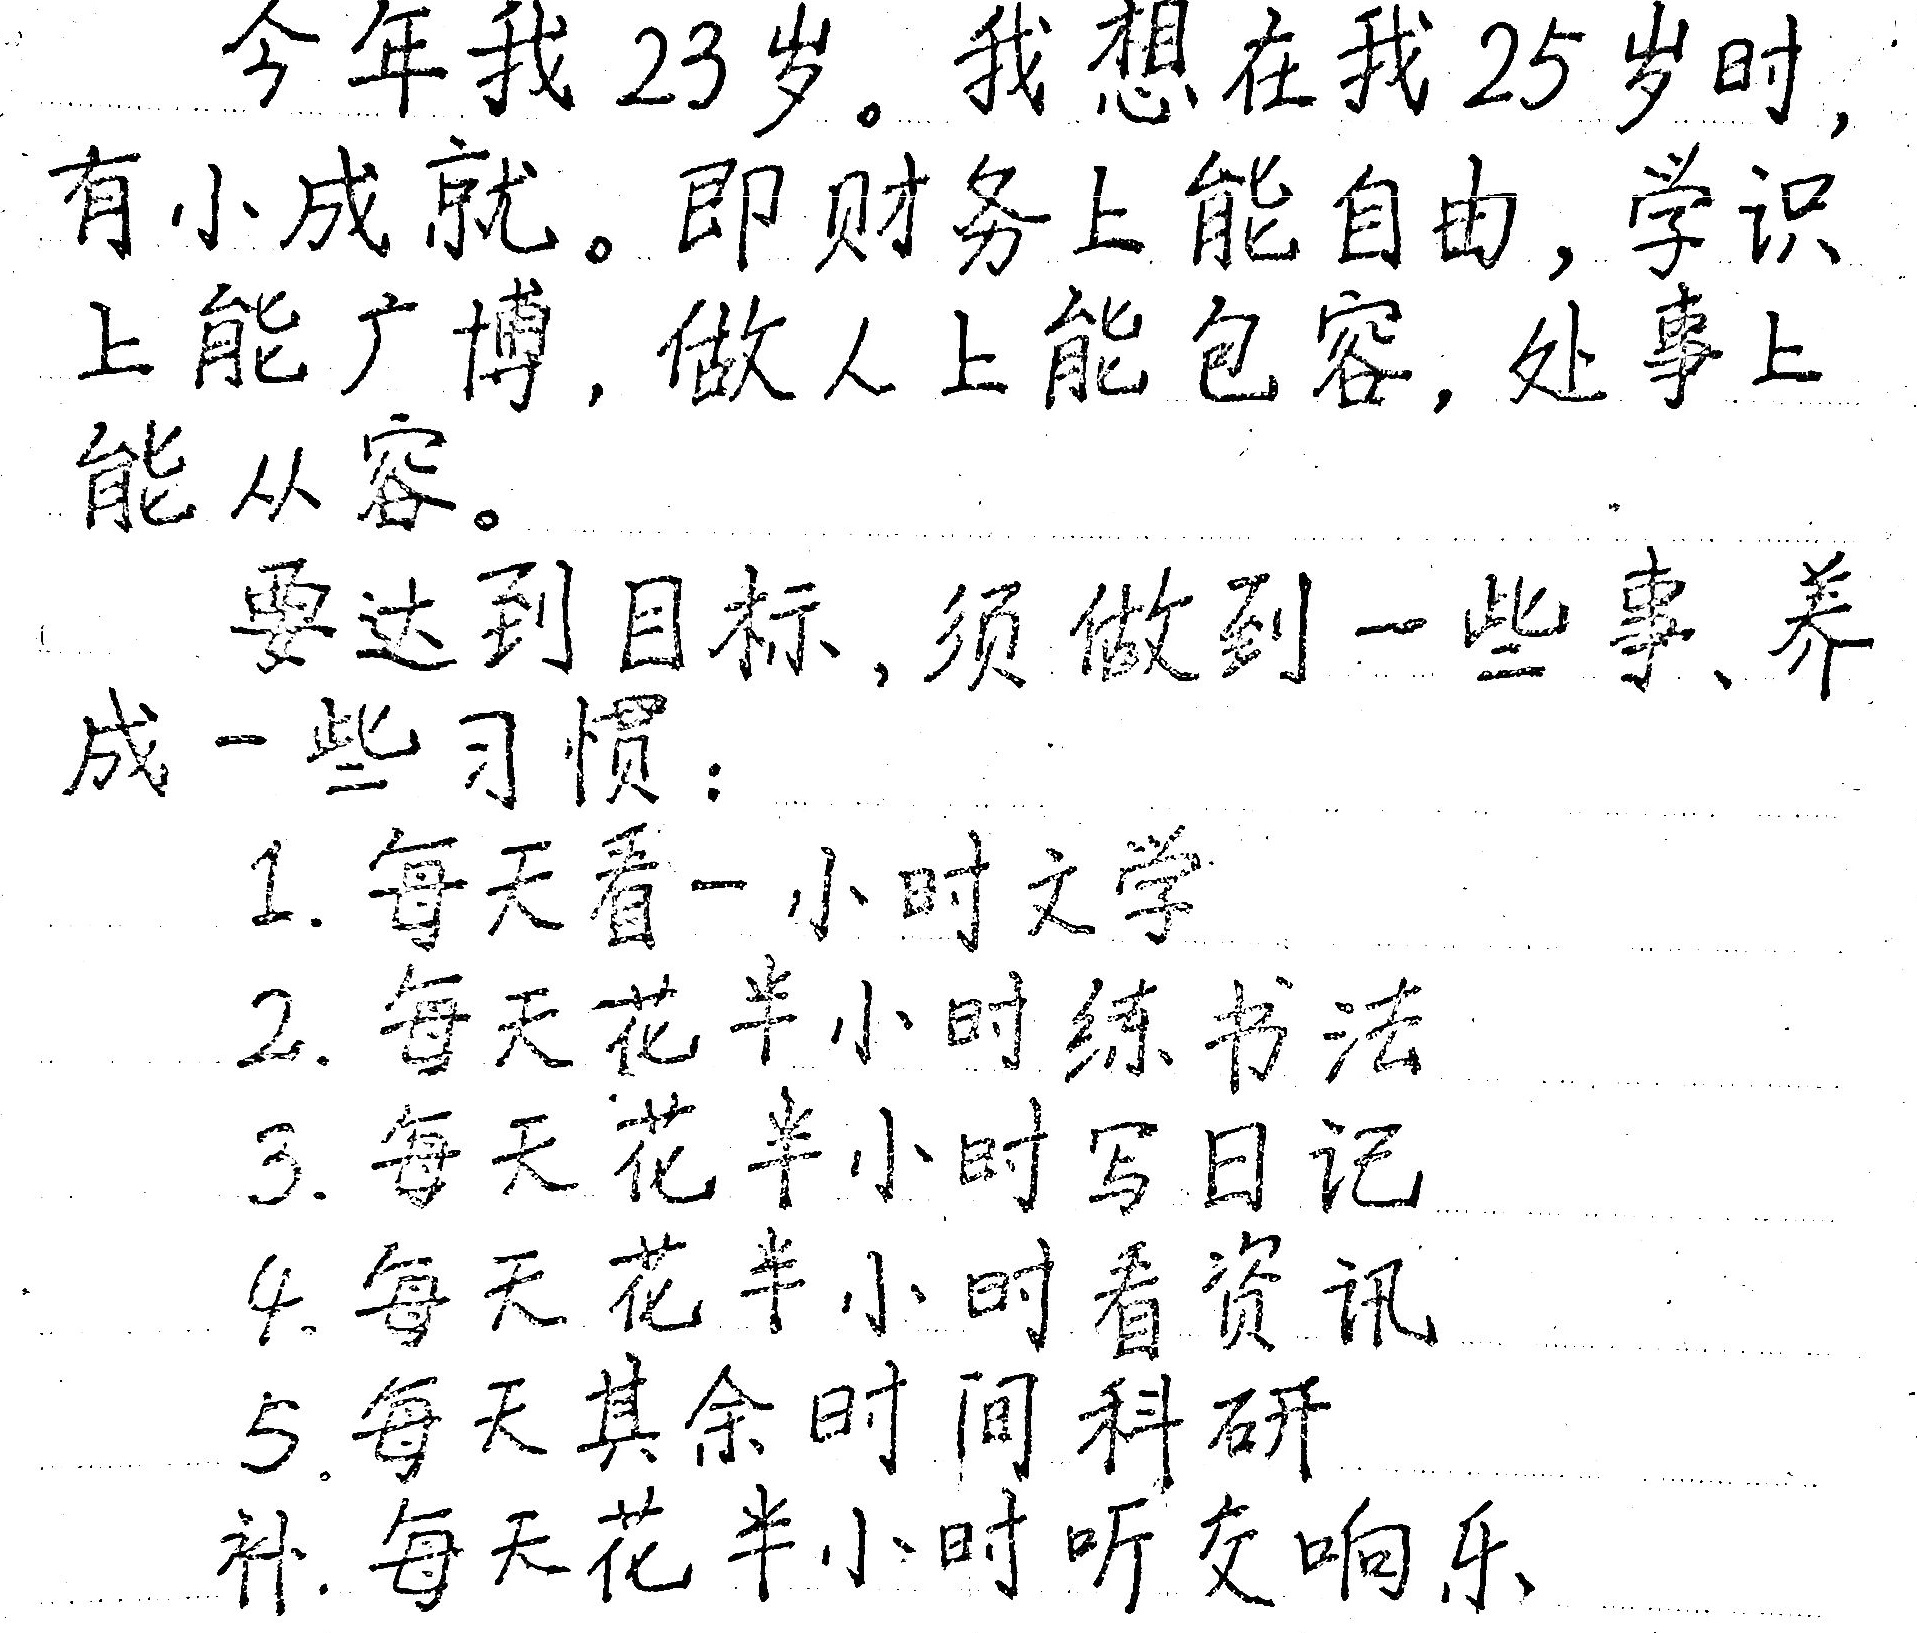 今年我23岁。我想在我25岁时,
有小成就。即财务上能自由,学识
上能广博,做人上能包容,处事上
能从容。
要达到目标,须做到一些事、养
成一些习惯:
1. 每天看一小时文学
2. 每天花半小时练书法
3. 每天花半小时写日记
4. 每天花半小时看资讯
5. 每天其余时间科研
补. 每天花半小时听交响乐